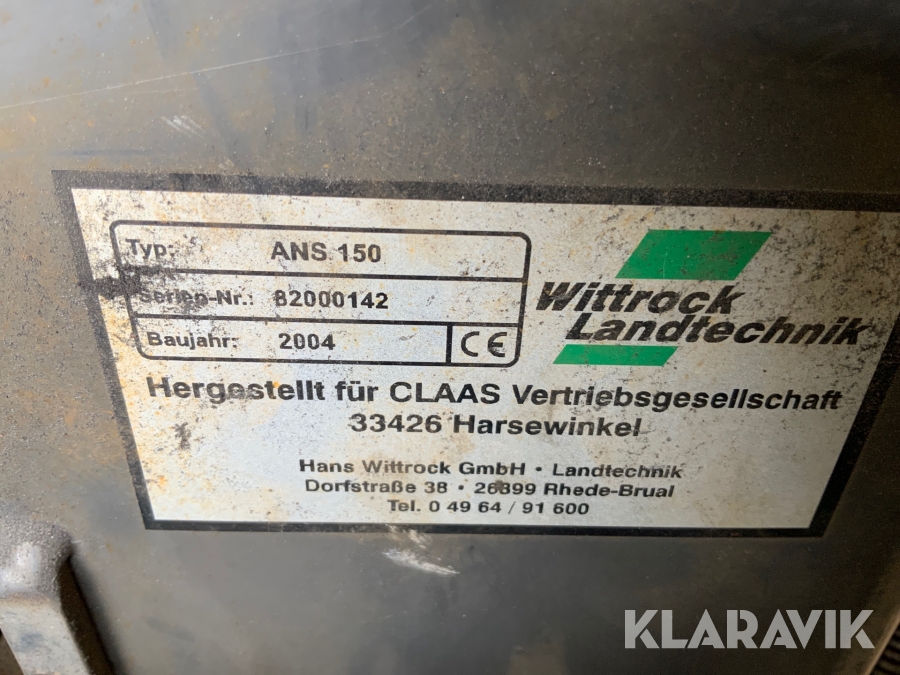 Typ: ANS 150
Serien-Nr.: 82000142
Baujahr: 2004 CE
Wittrock
Landtechnik
Hergestellt für CLAAS Vertriebsgesellschaft
33426 Harsewinkel
Hans Wittrock GmbH · Landtechnik
Dorfstraße 38 · 26899 Rhede-Brual
Tel. 0 49 64 / 91 600
KLARAVIK